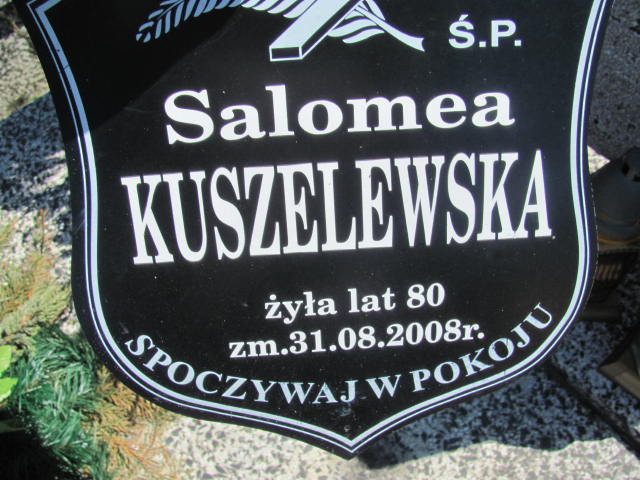 Ś.P.
Salomea
KUSZELEWSKA
żyła lat 80
zm.31.08.2008r.
SPOCZYWAJ W POKOJU